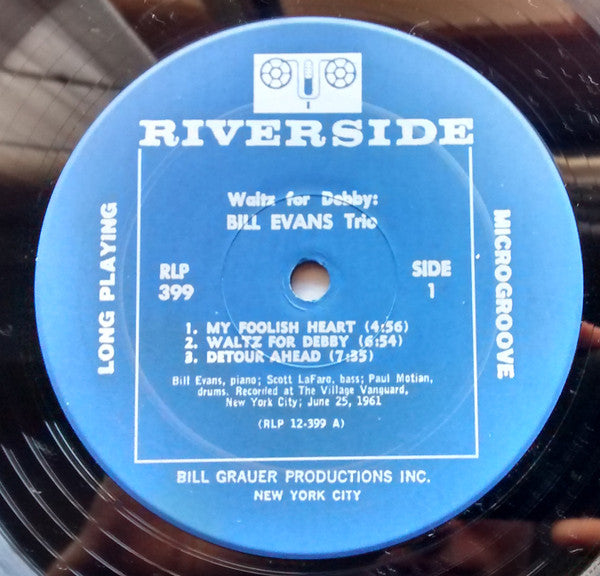 RIVERSIDE
Waltz for Debby:
BILL EVANS Trio
LONG PLAYING
MICROGROOVE
RLP
399
SIDE
1
1. MY FOOLISH HEART (4:56)
2. WALTZ FOR DEBBY (6:54)
3. DETOUR AHEAD (7:35)
Bill Evans, piano; Scott LaFaro, bass; Paul Motian,
drums. Recorded at The Village Vanguard,
New York City; June 25, 1961
(RLP 12-399 A)
BILL GRAUER PRODUCTIONS INC.
NEW YORK CITY